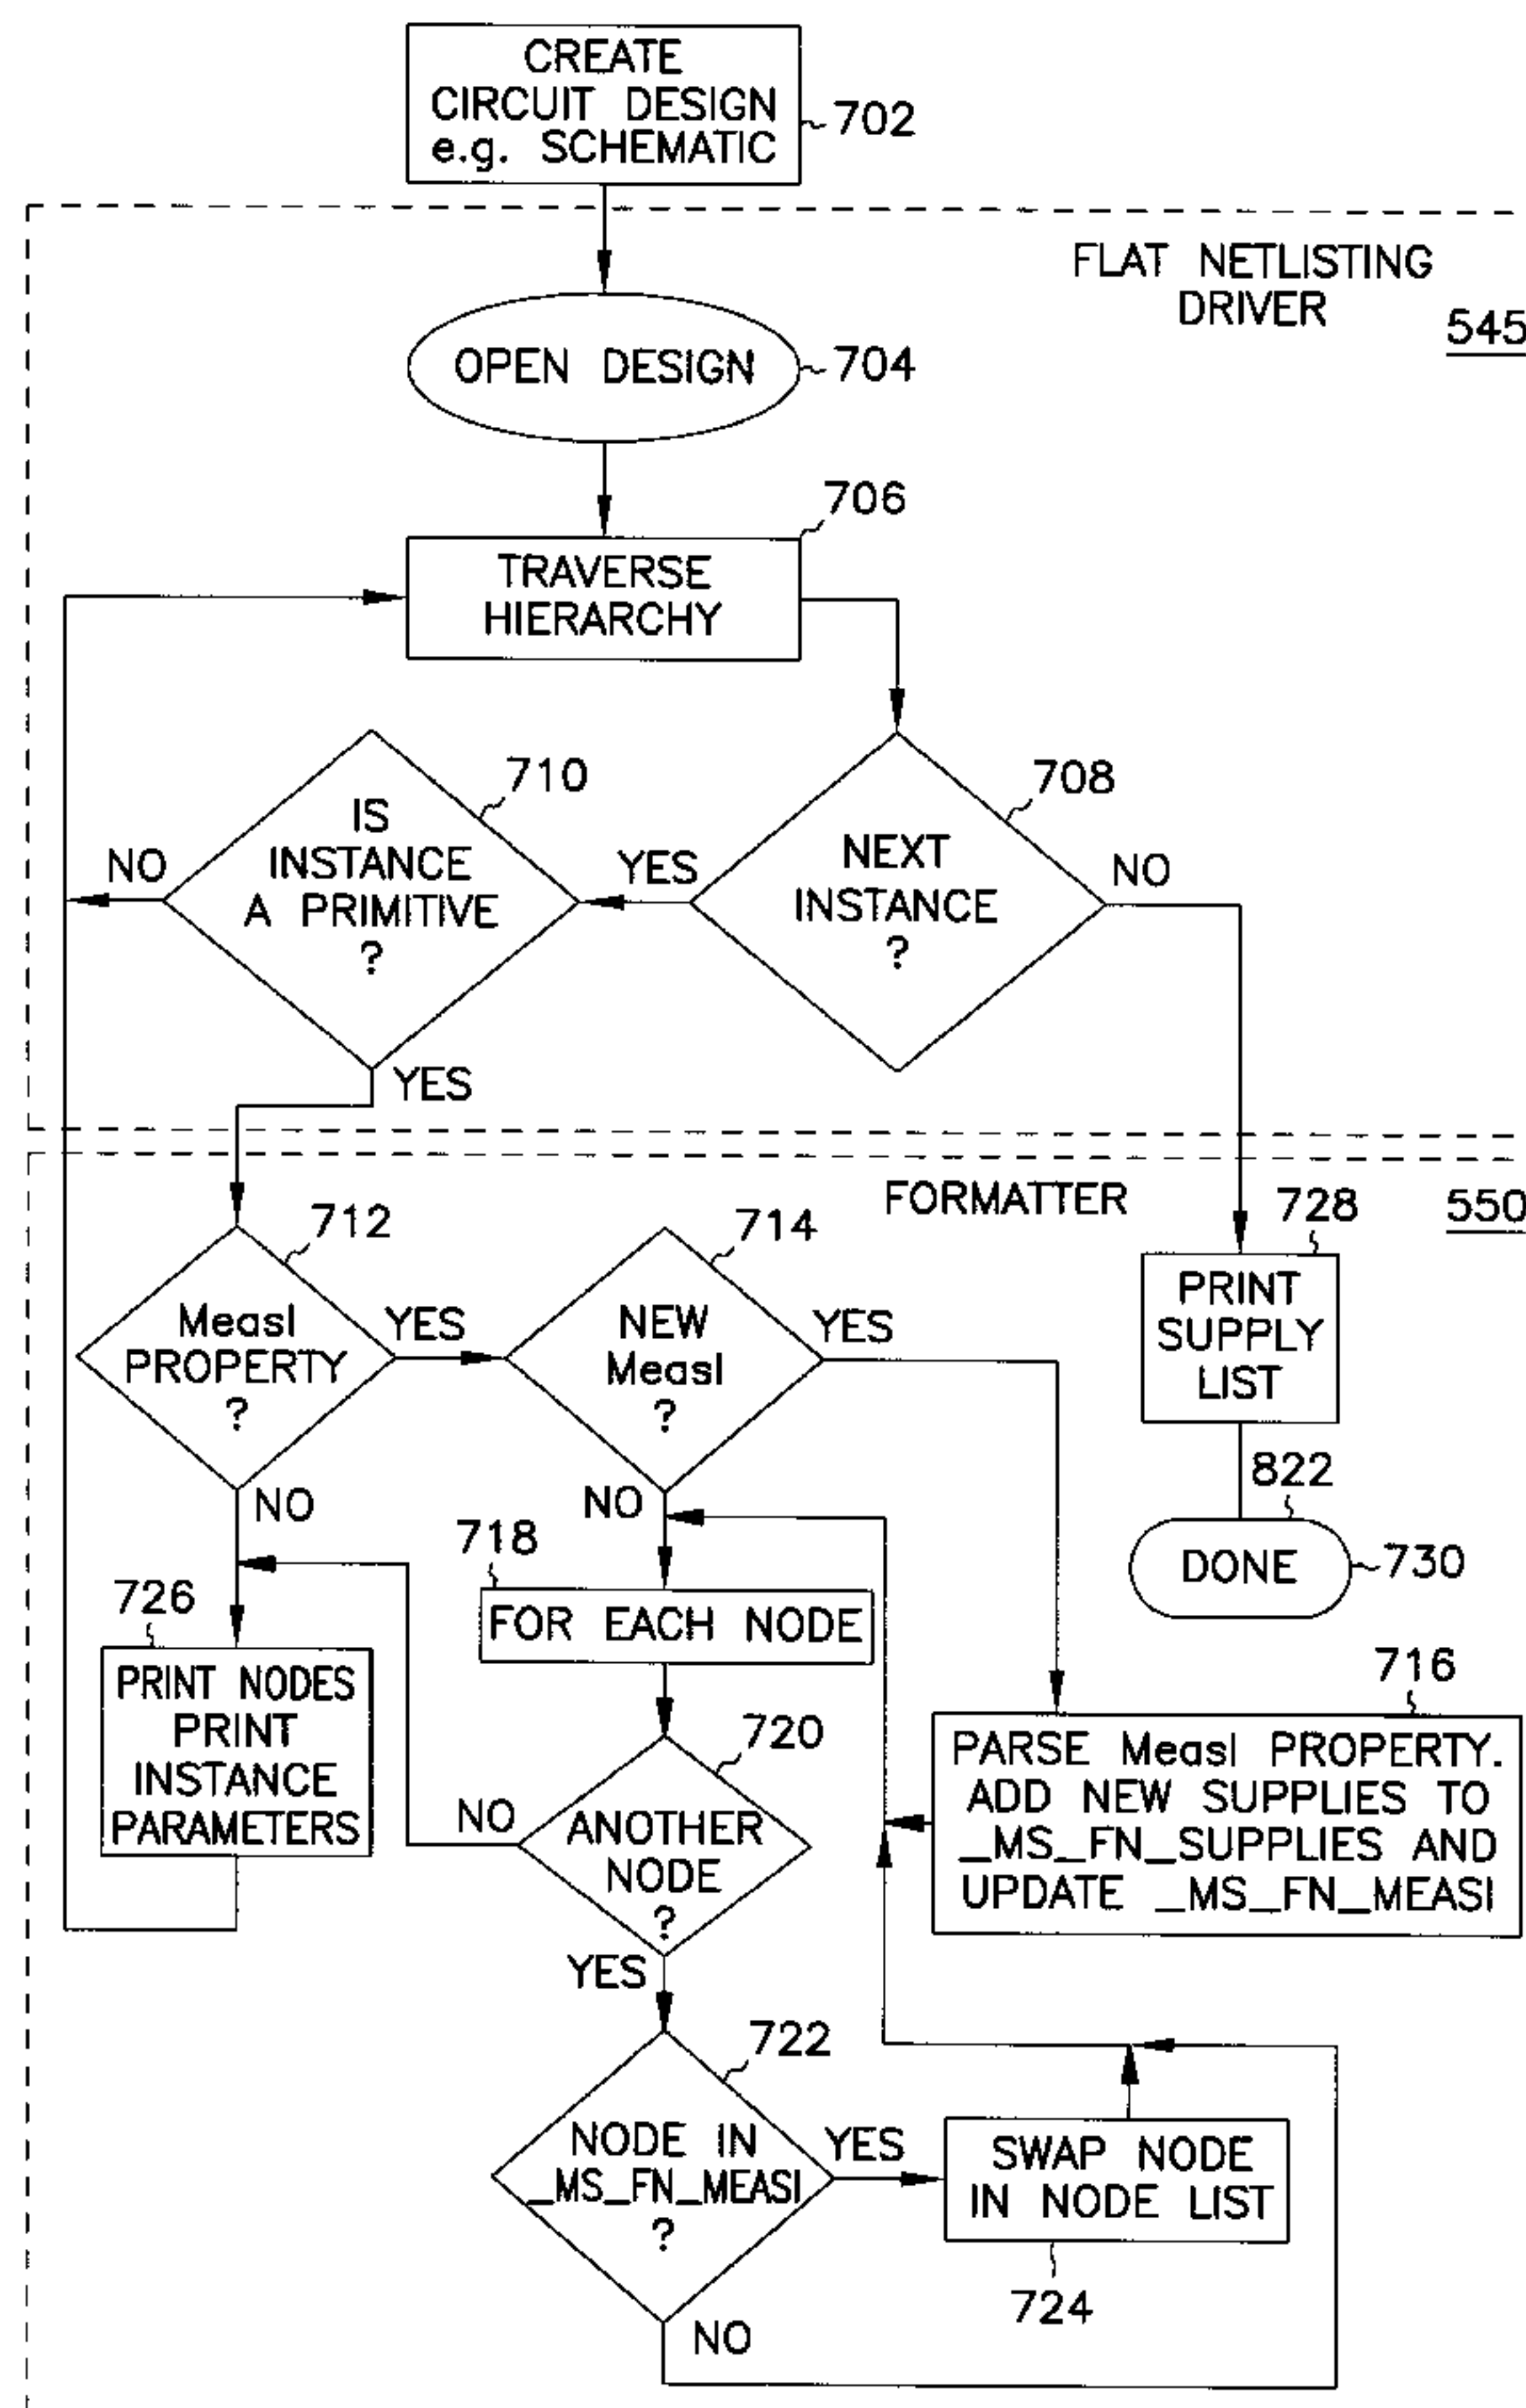 CREATE
CIRCUIT DESIGN
e.g. SCHEMATIC
702
FLAT NETLISTING
DRIVER
545
OPEN DESIGN
704
706
TRAVERSE
HIERARCHY
710
IS
INSTANCE
A PRIMITIVE
?
NO
YES
YES
708
NEXT
INSTANCE
?
NO
FORMATTER
550
712
MeasI
PROPERTY
?
YES
NO
714
NEW
MeasI
?
YES
NO
728
PRINT
SUPPLY
LIST
822
DONE
730
718
FOR EACH NODE
726
PRINT NODES
PRINT
INSTANCE
PARAMETERS
716
PARSE MeasI PROPERTY.
ADD NEW SUPPLIES TO
_MS_FN_SUPPLIES AND
UPDATE _MS_FN_MEASI
720
ANOTHER
NODE
?
NO
YES
722
NODE IN
_MS_FN_MEASI
?
YES
NO
SWAP NODE
IN NODE LIST
724